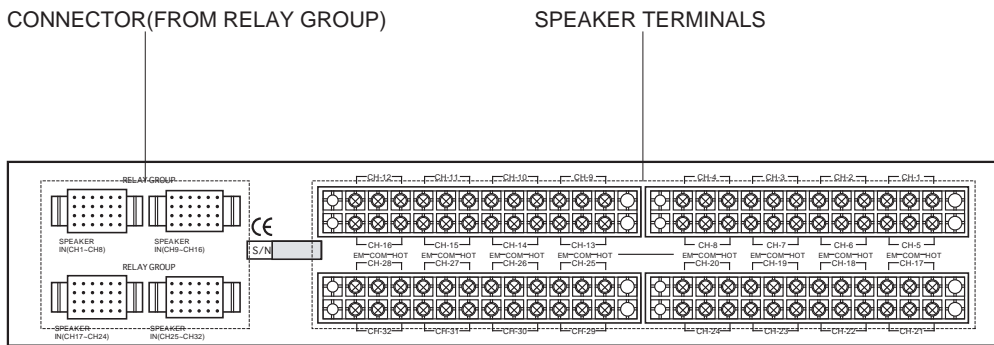 CONNECTOR(FROM RELAY GROUP)
SPEAKER TERMINALS
RELAY GROUP
SPEAKER
IN(CH1~CH8)
SPEAKER
IN(CH9~CH16)
RELAY GROUP
SPEAKER
IN(CH17~CH24)
SPEAKER
IN(CH25~CH32)
CE
S/N
CH-12 CH-11 CH-10 CH-9 CH-4 CH-3 CH-2 CH-1
CH-16 CH-15 CH-14 CH-13 CH-8 CH-7 CH-6 CH-5
EM COM HOT EM COM HOT EM COM HOT EM COM HOT EM COM HOT EM COM HOT EM COM HOT EM COM HOT
CH-28 CH-27 CH-26 CH-25 CH-20 CH-19 CH-18 CH-17
CH-32 CH-31 CH-30 CH-29 CH-24 CH-23 CH-22 CH-21